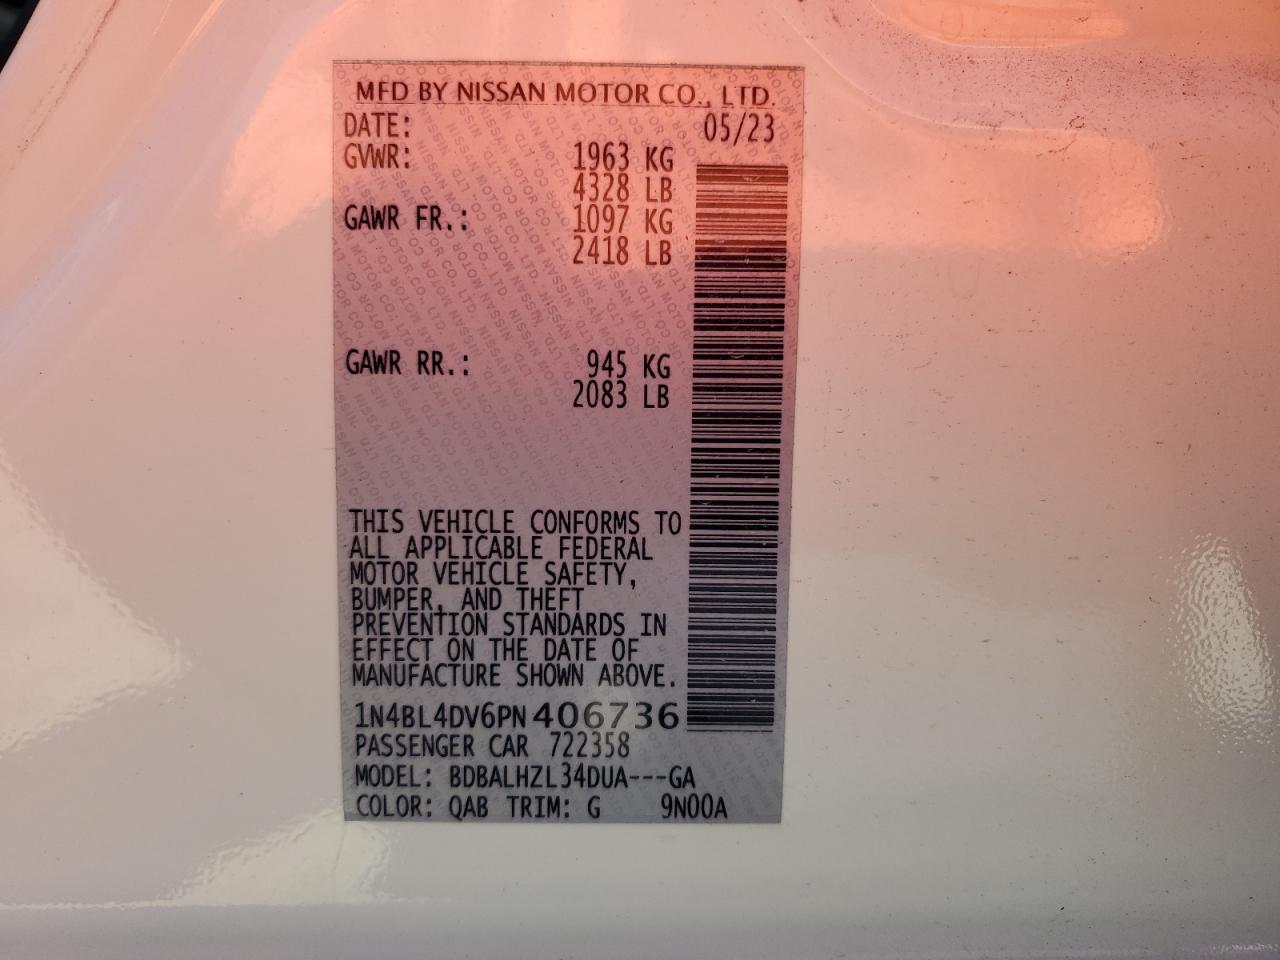 MFD BY NISSAN MOTOR CO., LTD.
DATE: 05/23
GVWR: 1963 KG
4328 LB
GAWR FR.: 1097 KG
2418 LB
GAWR RR.: 945 KG
2083 LB
THIS VEHICLE CONFORMS TO
ALL APPLICABLE FEDERAL
MOTOR VEHICLE SAFETY,
BUMPER, AND THEFT
PREVENTION STANDARDS IN
EFFECT ON THE DATE OF
MANUFACTURE SHOWN ABOVE.
1N4BL4DV6PN406736
PASSENGER CAR 722358
MODEL: BDBALHZL34DUA---GA
COLOR: QAB TRIM: G 9N00A